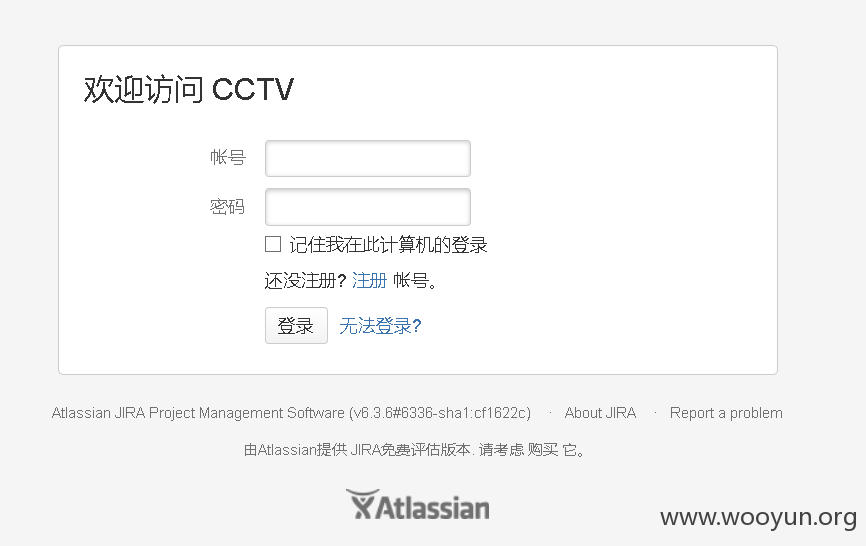 欢迎访问 CCTV
帐号
密码
记住我在此计算机的登录
还没注册? 注册 帐号。
登录 无法登录?
Atlassian JIRA Project Management Software (v6.3.6#6336-sha1:cf1622c) · About JIRA · Report a problem
由Atlassian提供 JIRA免费评估版本. 请考虑 购买 它。
Atlassian
www.wooyun.org